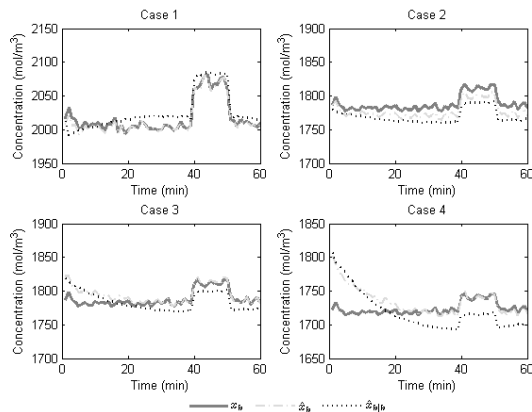 Case 1
Case 2
Concentration (mol/m³)
2150
2100
2050
2000
1950
0 20 40 60
Time (min)
Concentration (mol/m³)
1900
1850
1800
1750
1700
0 20 40 60
Time (min)
Case 3
Case 4
Concentration (mol/m³)
1900
1850
1800
1750
1700
0 20 40 60
Time (min)
Concentration (mol/m³)
1850
1800
1750
1700
1650
0 20 40 60
Time (min)
x_k x̂_k x̂_{k|k}